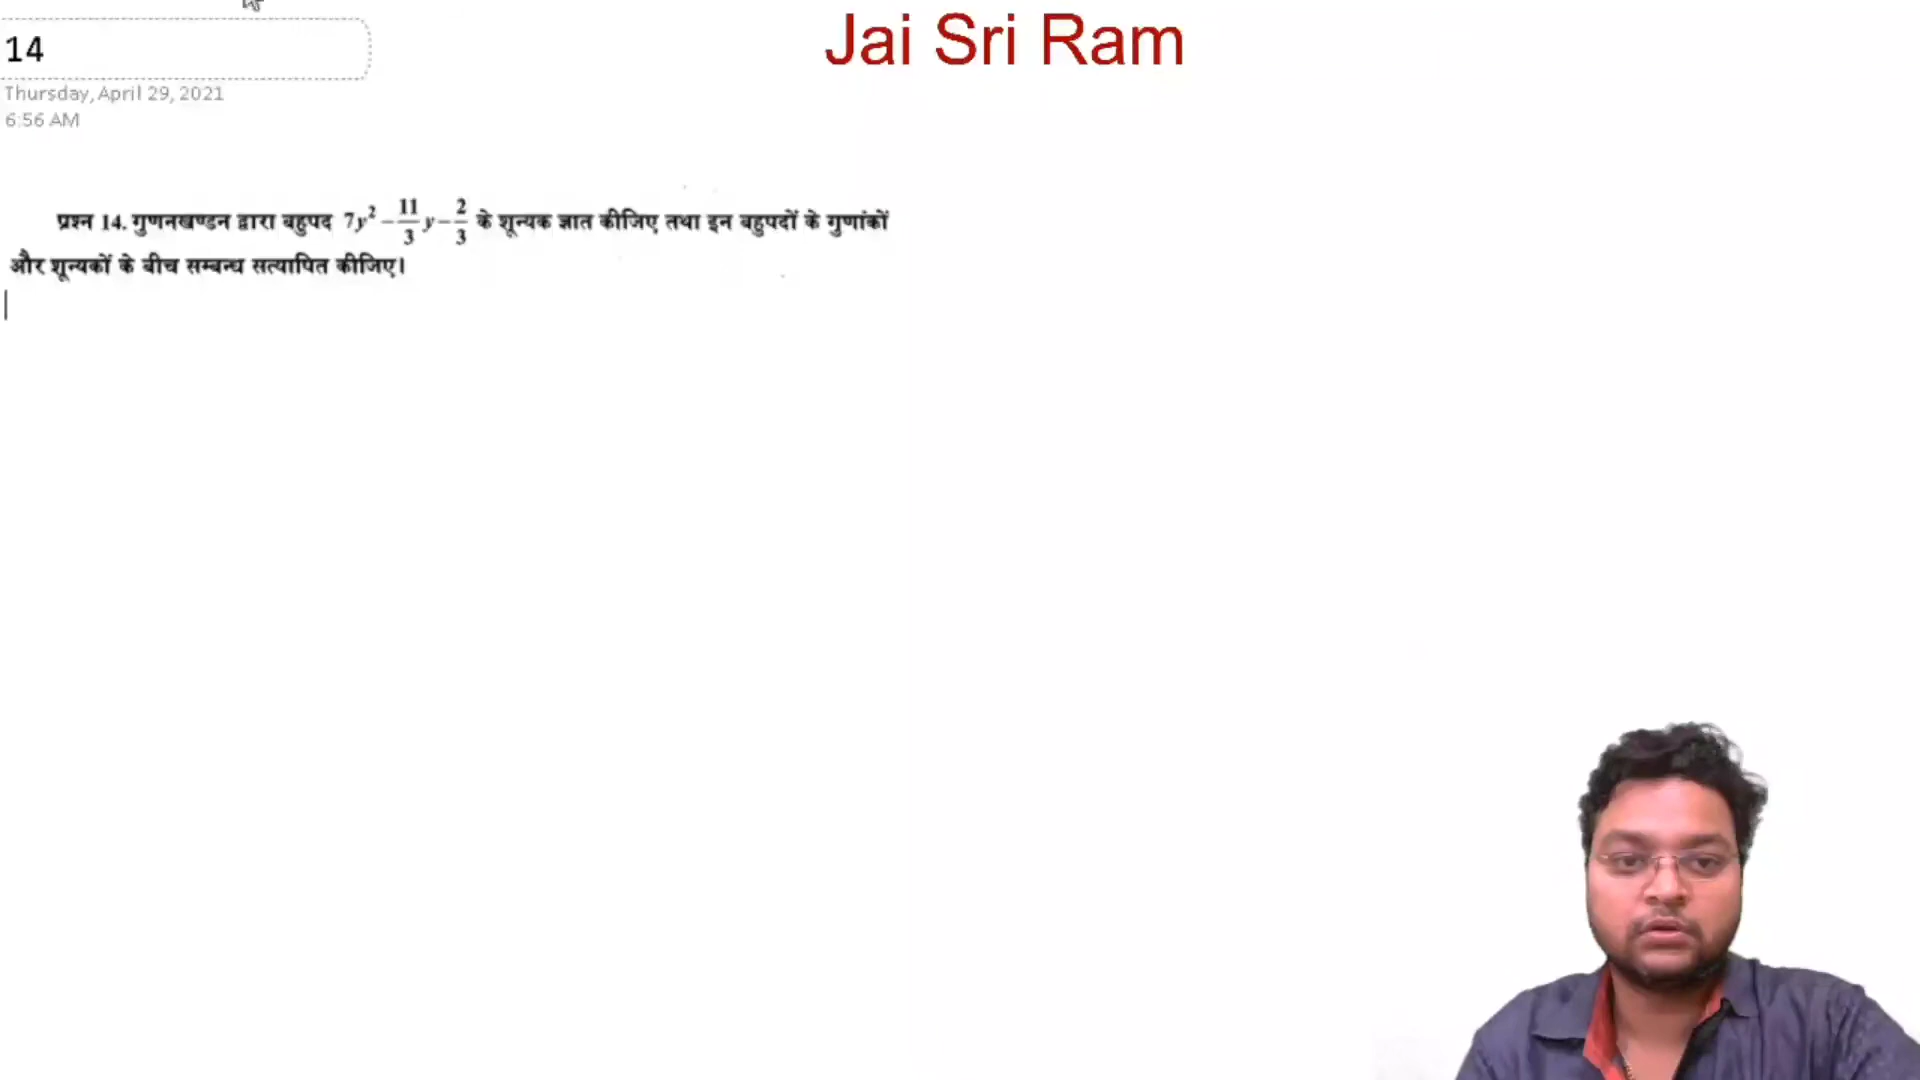 14
Jai Sri Ram
Thursday, April 29, 2021
6:56 AM
प्रश्न 14. गुणनखण्डन द्वारा बहुपद 7y² − 11/3 y − 2/3 के शून्यक ज्ञात कीजिए तथा इन बहुपदों के गुणांकों
और शून्यकों के बीच सम्बन्ध सत्यापित कीजिए।